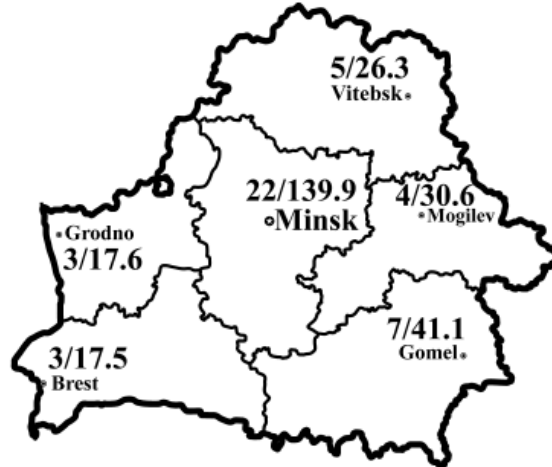 5/26.3
Vitebsk
22/139.9
Minsk
4/30.6
Mogilev
Grodno
3/17.6
7/41.1
Gomel
3/17.5
Brest